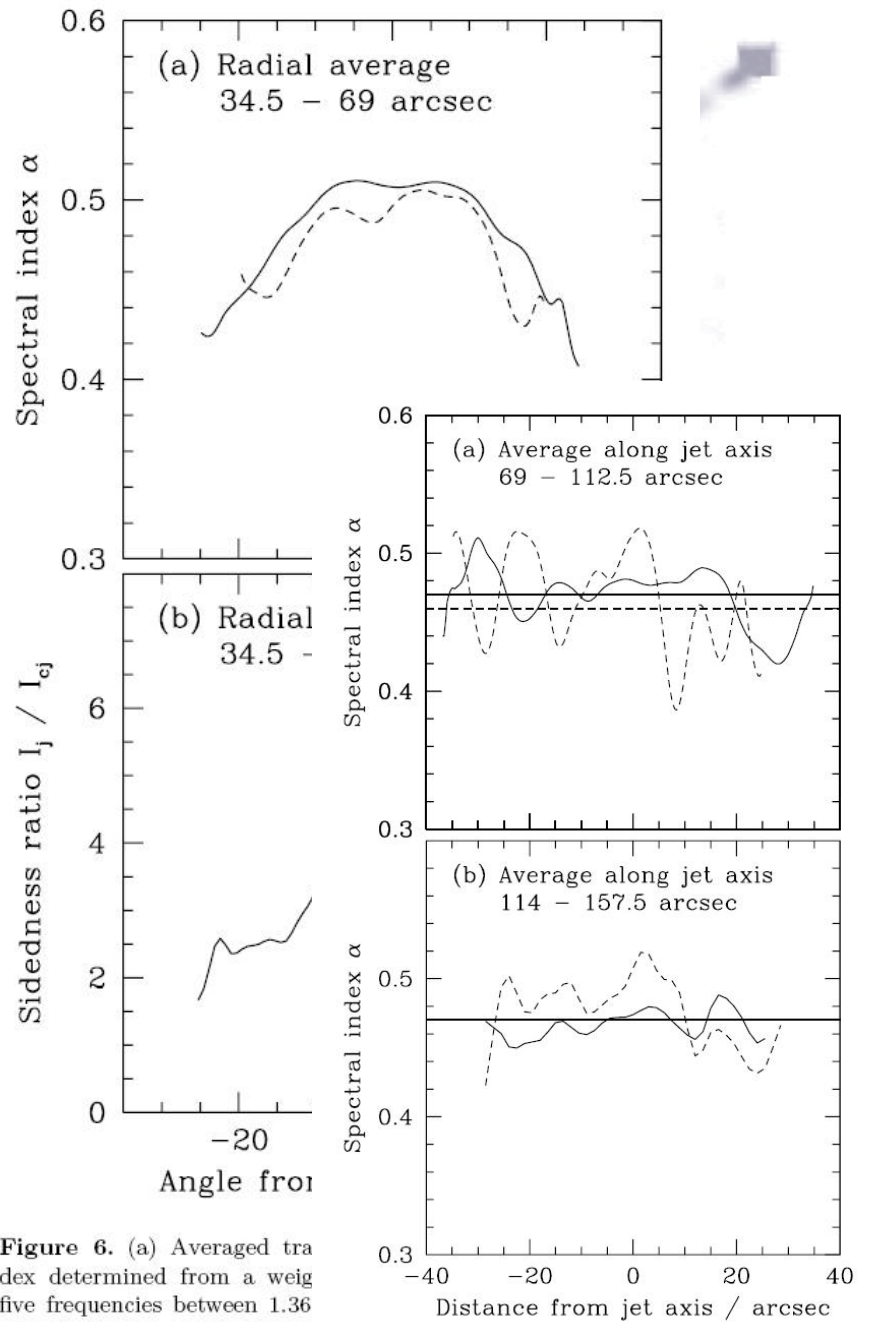 0.6
(a) Radial average
34.5 – 69 arcsec
0.5
Spectral index α
0.4
0.3
(b) Radial
34.5 –
6
Sidedness ratio I_j / I_cj
4
2
0
−20
Angle from
Figure 6. (a) Averaged tra
dex determined from a weig
five frequencies between 1.36
0.6
(a) Average along jet axis
69 – 112.5 arcsec
0.5
Spectral index α
0.4
0.3
(b) Average along jet axis
114 – 157.5 arcsec
0.5
Spectral index α
0.4
0.3
−40 −20 0 20 40
Distance from jet axis / arcsec